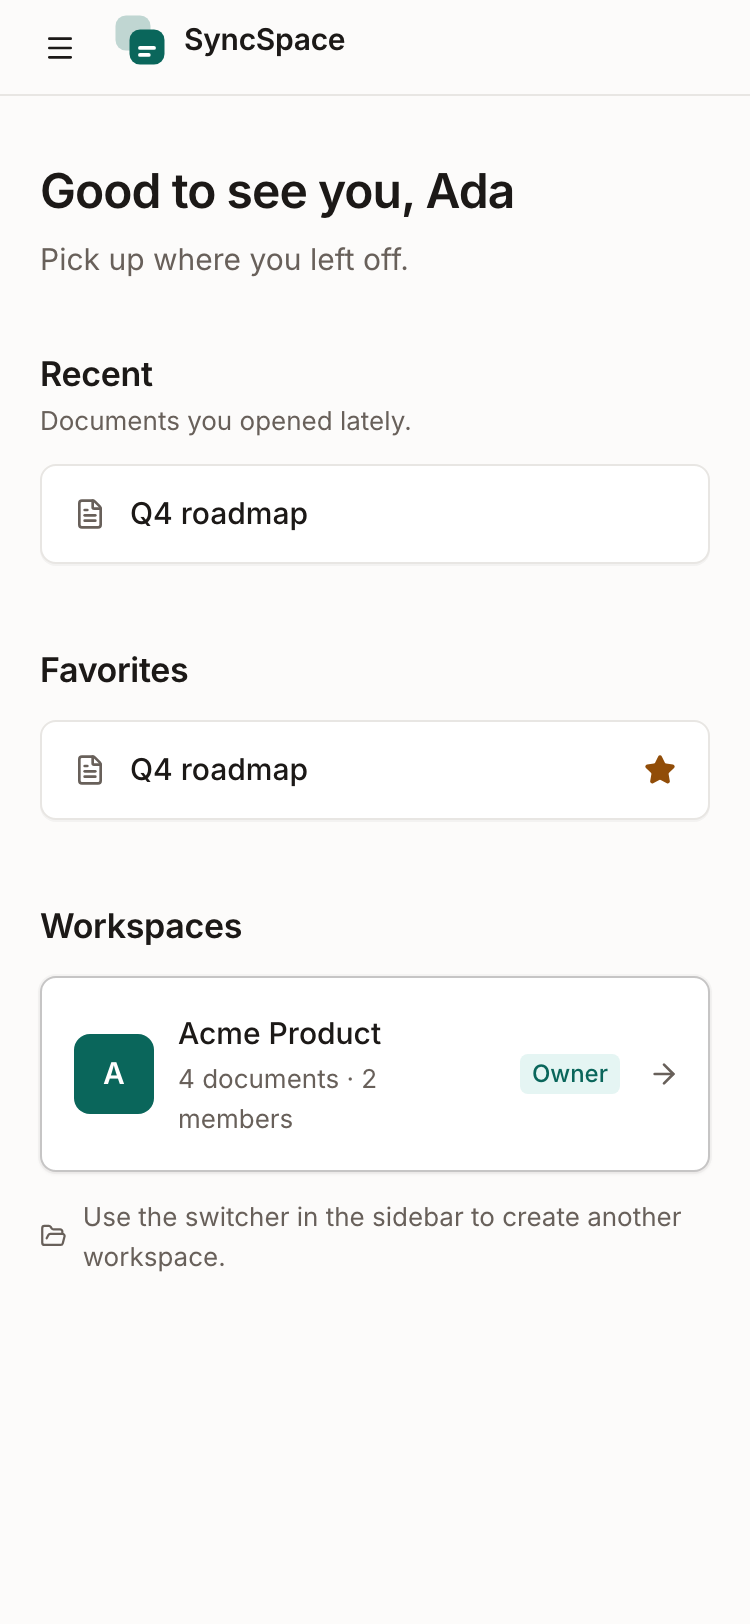 SyncSpace
Good to see you, Ada
Pick up where you left off.
Recent
Documents you opened lately.
Q4 roadmap
Favorites
Q4 roadmap
Workspaces
A
Acme Product
4 documents · 2
members
Owner
Use the switcher in the sidebar to create another
workspace.